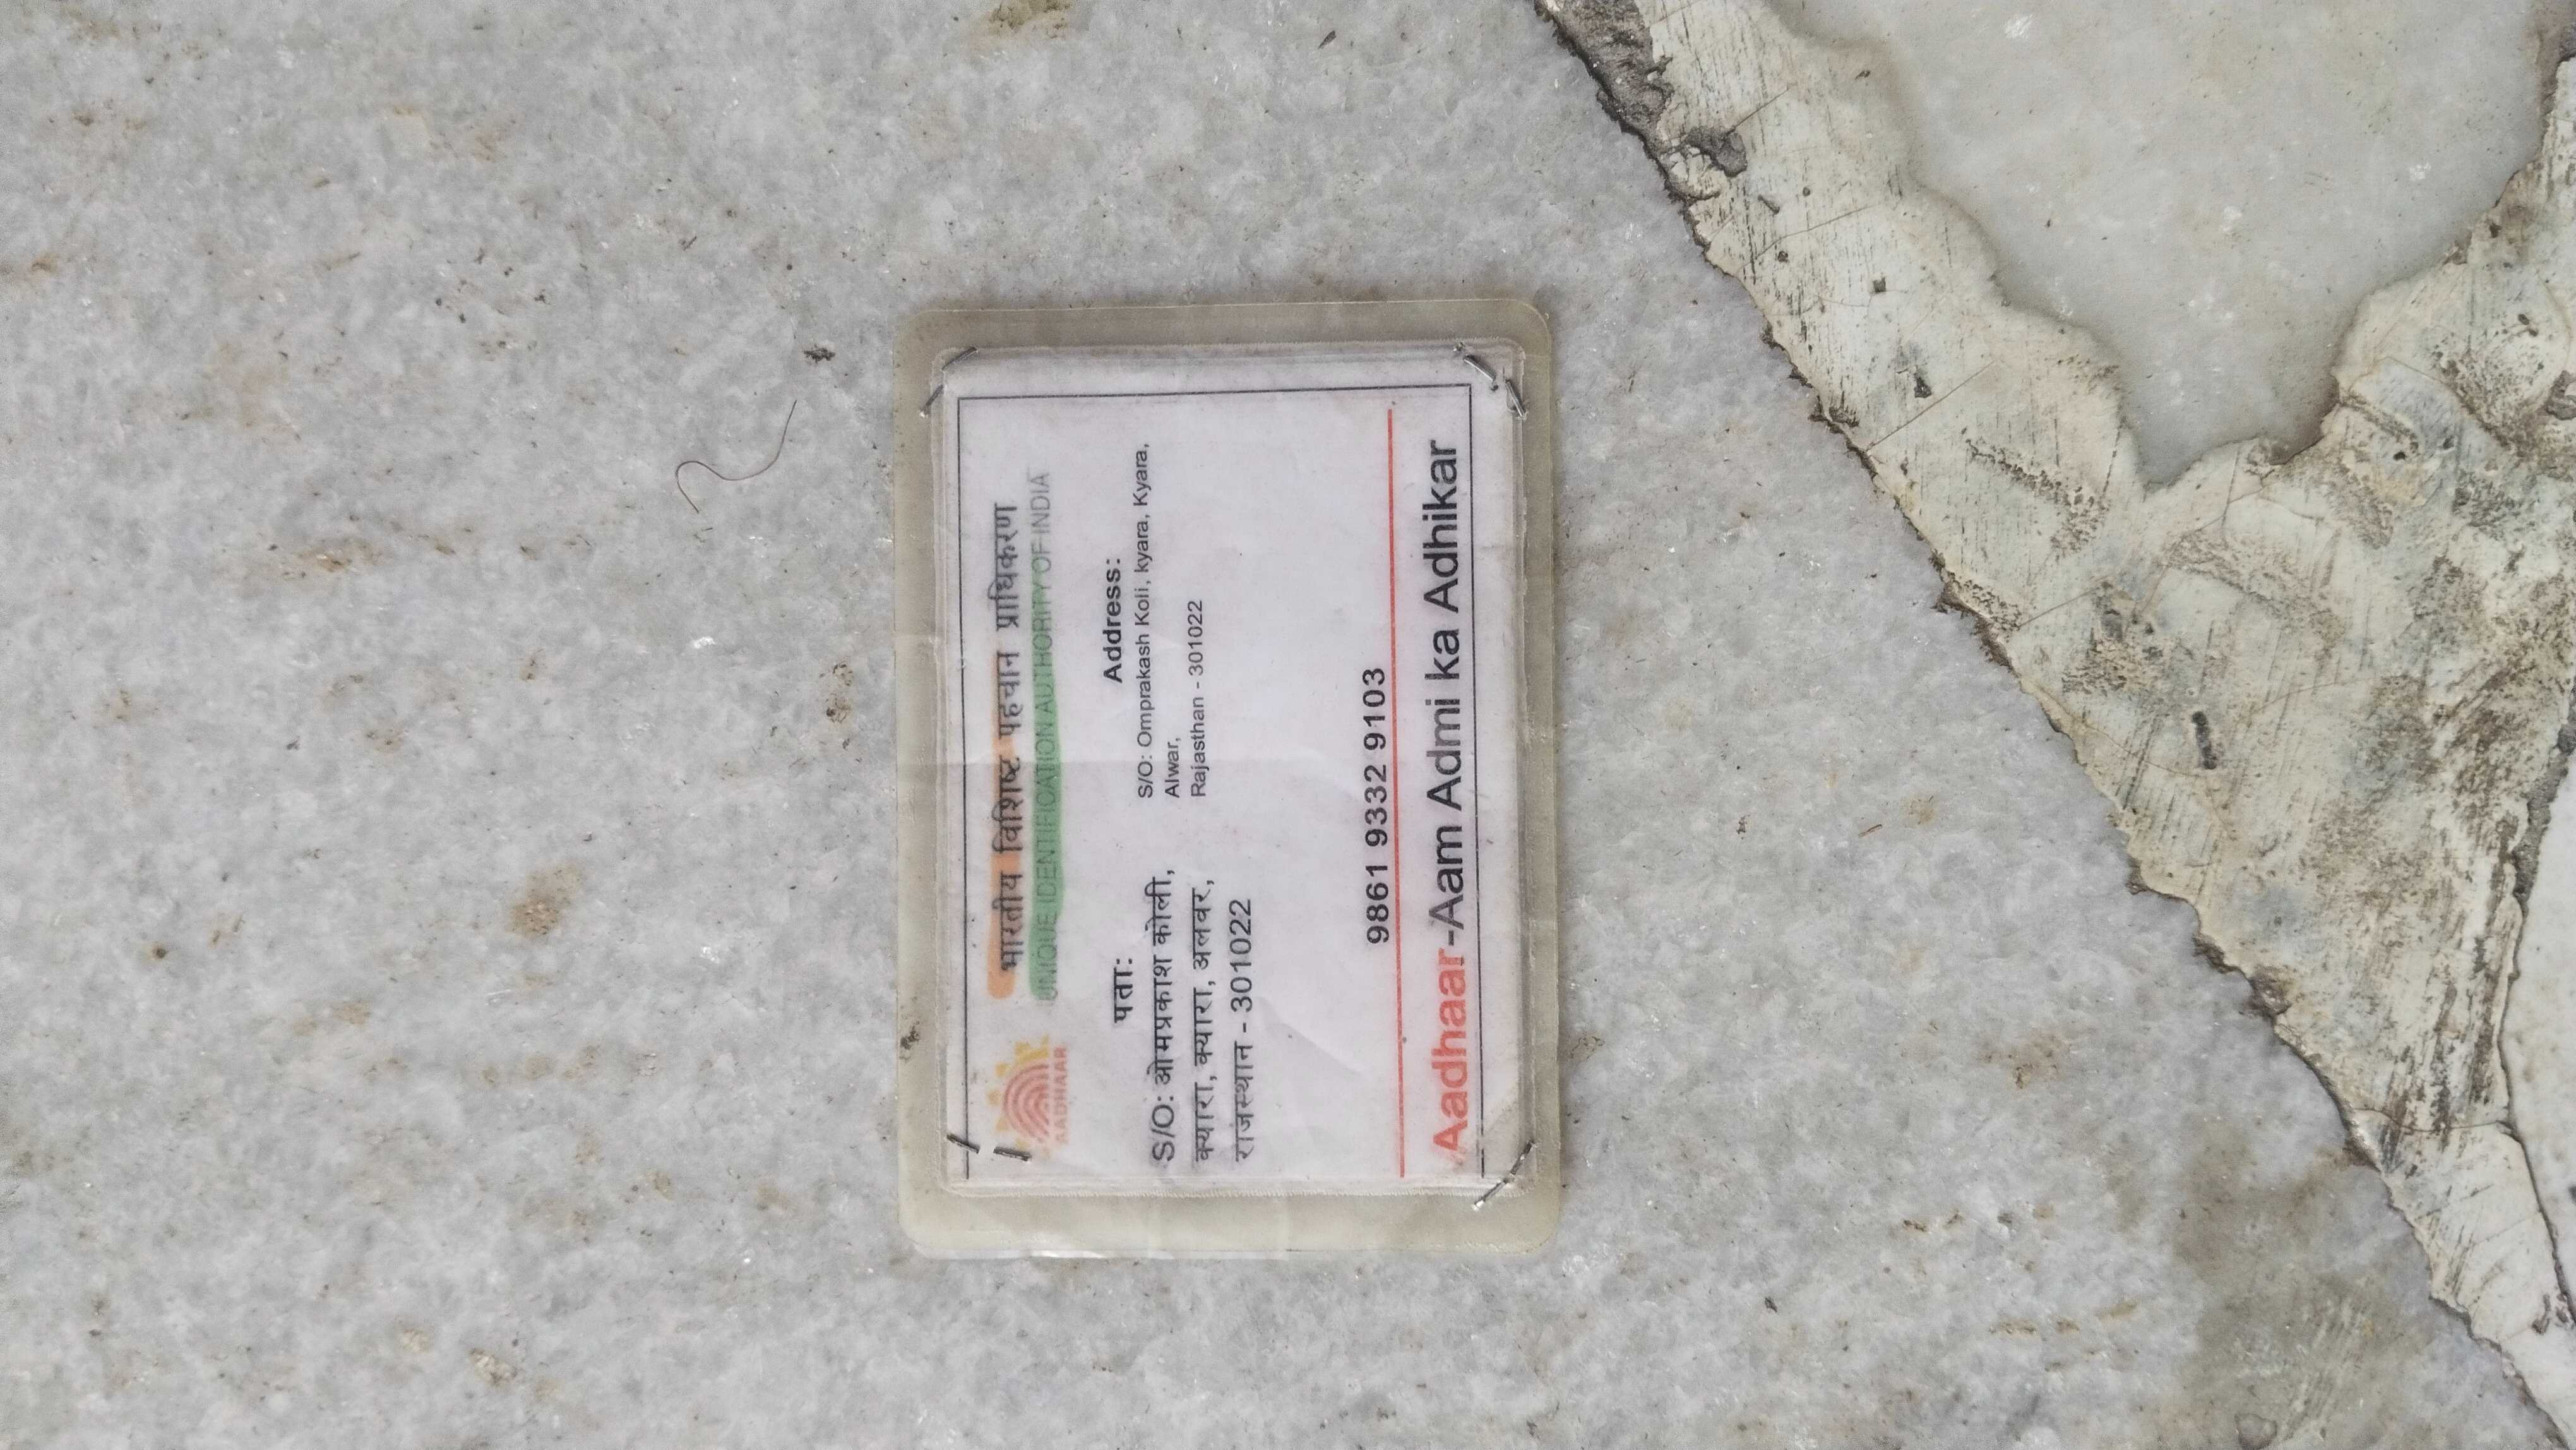 भारतीय विशिष्ट पहचान प्राधिकरण
UNIQUE IDENTIFICATION AUTHORITY OF INDIA
AADHAAR
पता:
S/O: ओमप्रकाश कोली,
क्यारा, क्यारा, अलवर,
राजस्थान - 301022
Address:
S/O: Omprakash Koli, kyara, Kyara,
Alwar,
Rajasthan - 301022
9861 9332 9103
Aadhaar-Aam Admi ka Adhikar